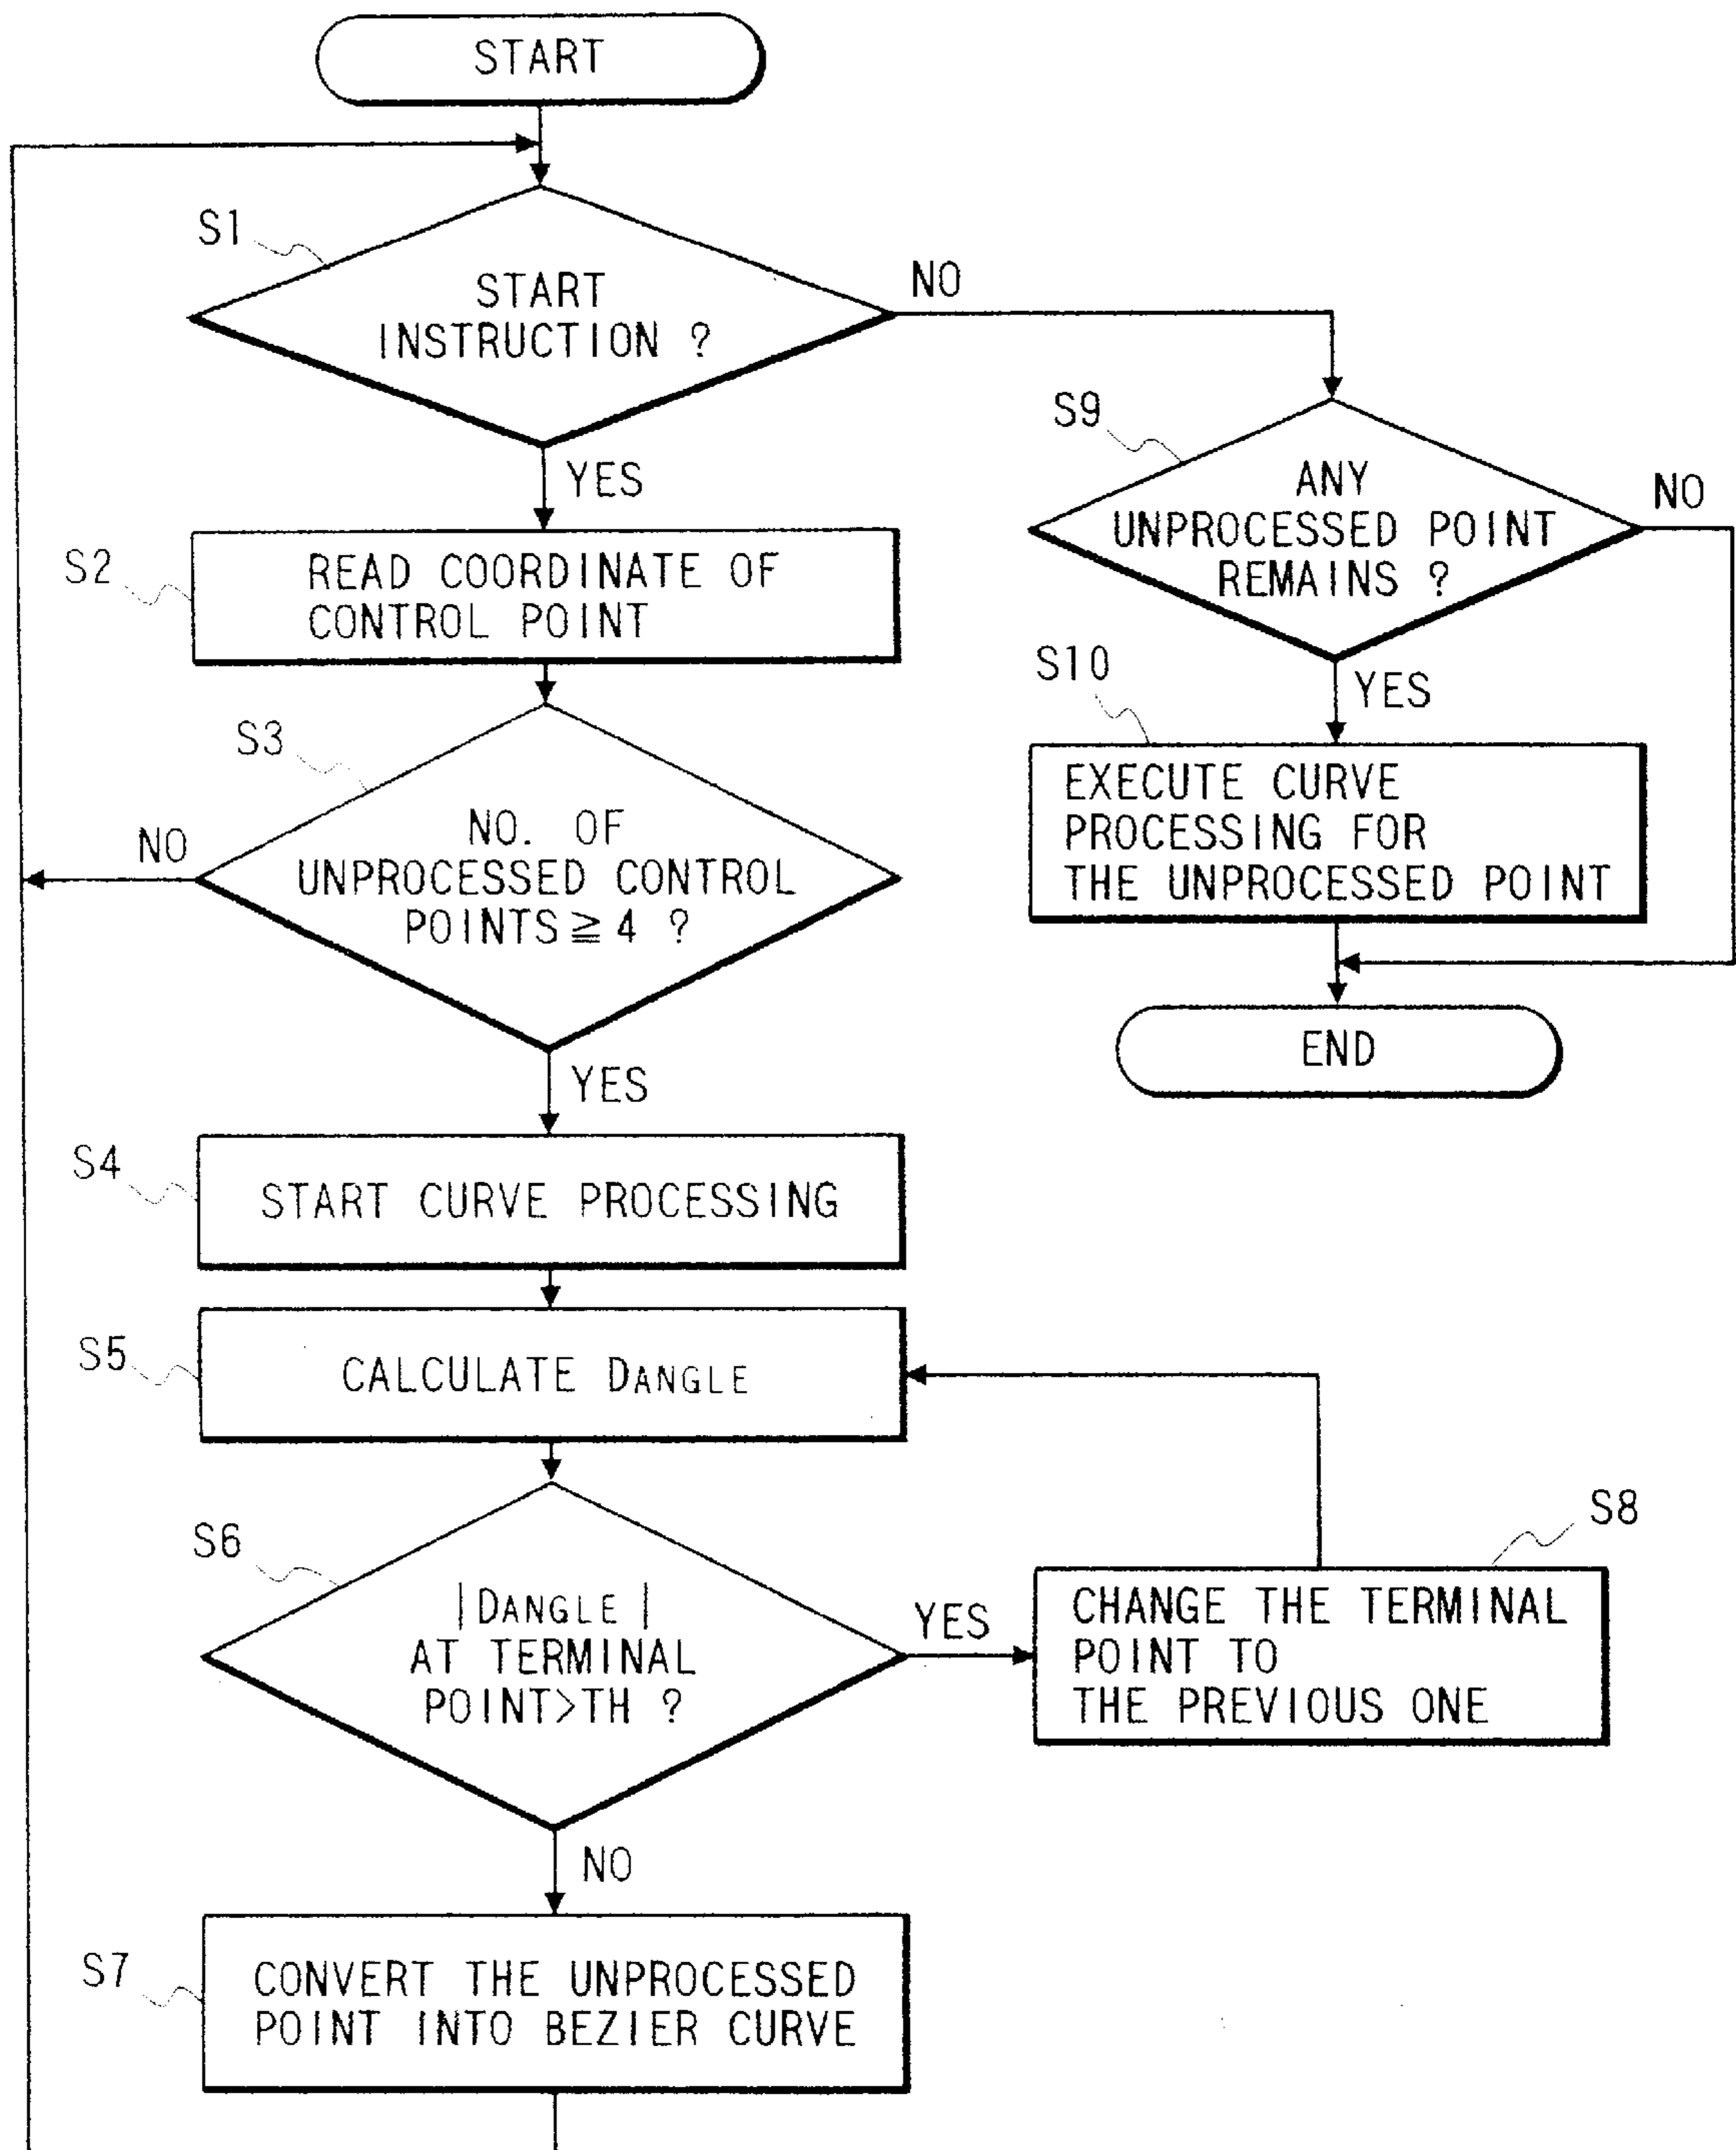 START
S1
START
INSTRUCTION ?
NO
YES
S2
READ COORDINATE OF
CONTROL POINT
S3
NO. OF
UNPROCESSED CONTROL
POINTS≧4 ?
NO
YES
S4
START CURVE PROCESSING
S5
CALCULATE DANGLE
S6
|DANGLE|
AT TERMINAL
POINT>TH ?
YES
NO
S7
CONVERT THE UNPROCESSED
POINT INTO BEZIER CURVE
S8
CHANGE THE TERMINAL
POINT TO
THE PREVIOUS ONE
S9
ANY
UNPROCESSED POINT
REMAINS ?
NO
YES
S10
EXECUTE CURVE
PROCESSING FOR
THE UNPROCESSED POINT
END